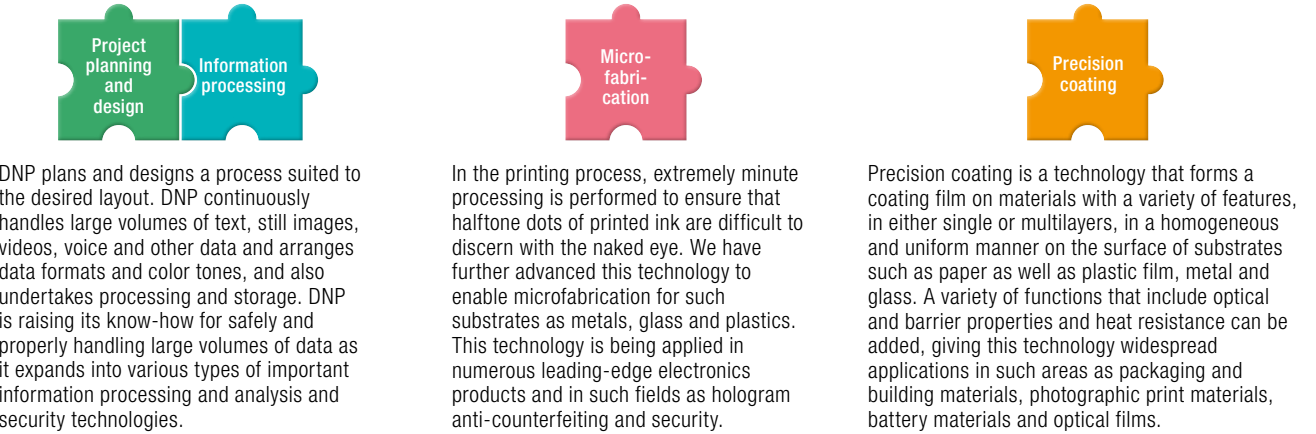 Project
planning
and
design
Information
processing
DNP plans and designs a process suited to
the desired layout. DNP continuously
handles large volumes of text, still images,
videos, voice and other data and arranges
data formats and color tones, and also
undertakes processing and storage. DNP
is raising its know-how for safely and
properly handling large volumes of data as
it expands into various types of important
information processing and analysis and
security technologies.
Micro-
fabri-
cation
In the printing process, extremely minute
processing is performed to ensure that
halftone dots of printed ink are difficult to
discern with the naked eye. We have
further advanced this technology to
enable microfabrication for such
substrates as metals, glass and plastics.
This technology is being applied in
numerous leading-edge electronics
products and in such fields as hologram
anti-counterfeiting and security.
Precision
coating
Precision coating is a technology that forms a
coating film on materials with a variety of features,
in either single or multilayers, in a homogeneous
and uniform manner on the surface of substrates
such as paper as well as plastic film, metal and
glass. A variety of functions that include optical
and barrier properties and heat resistance can be
added, giving this technology widespread
applications in such areas as packaging and
building materials, photographic print materials,
battery materials and optical films.